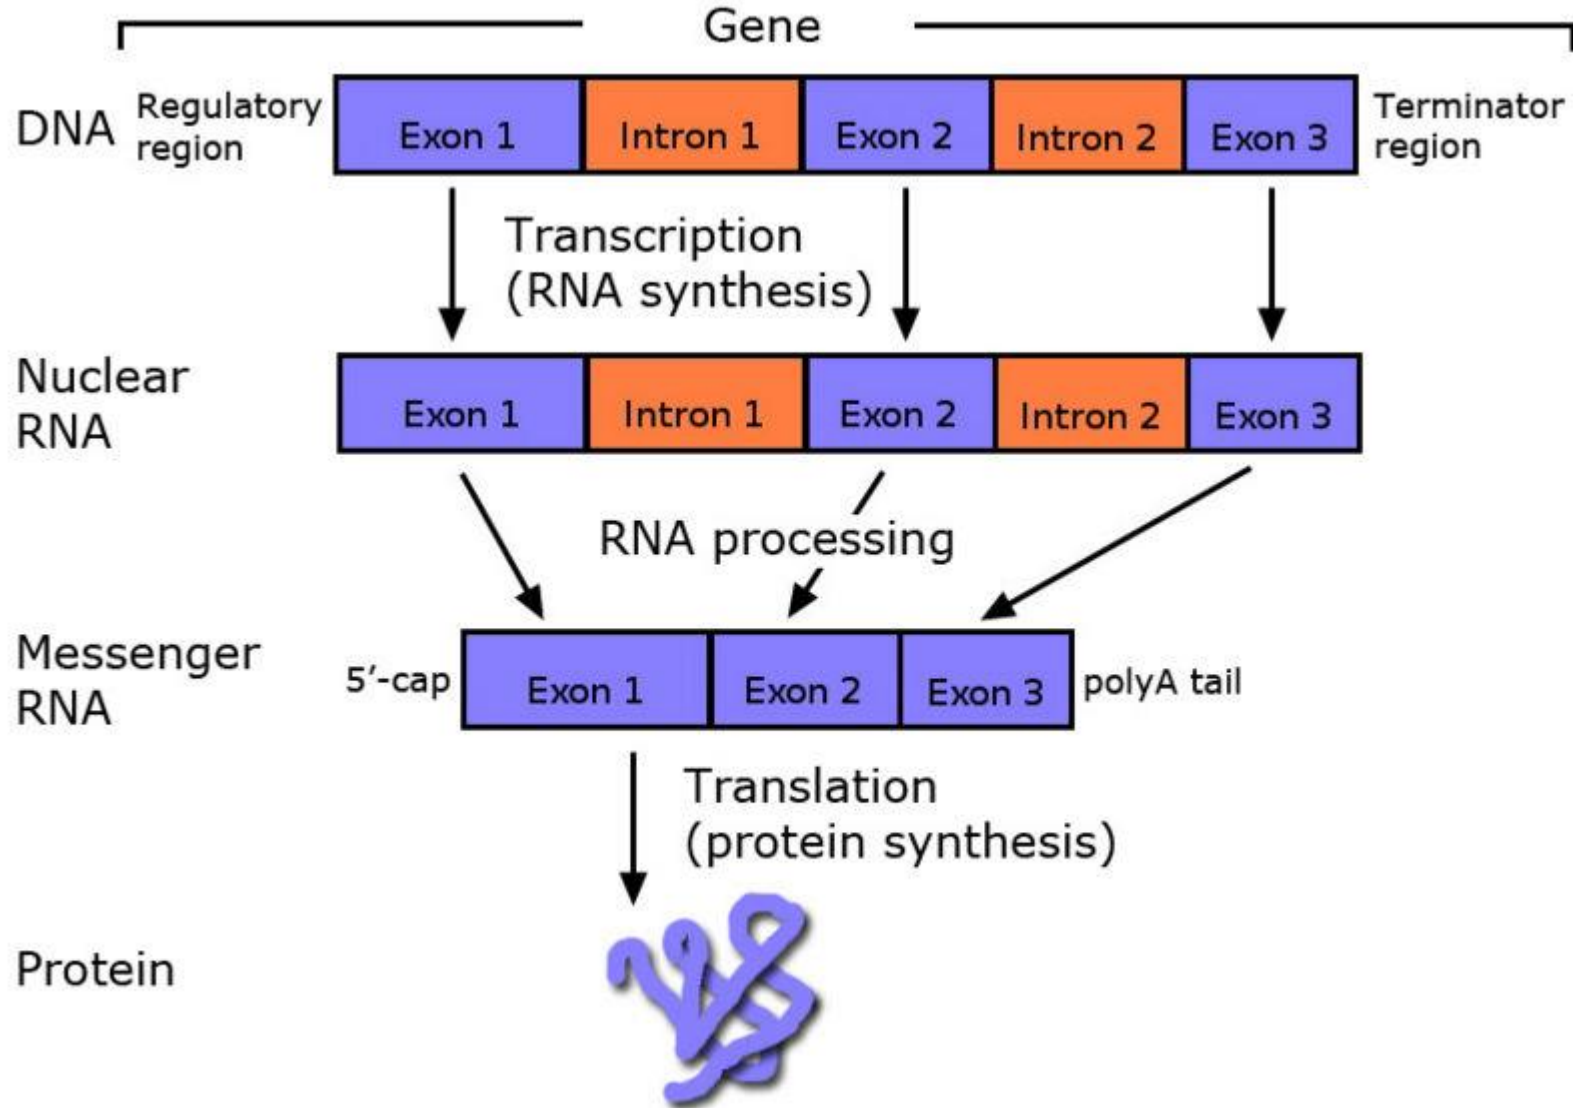 Gene
DNA
Regulatory
region
Exon 1
Intron 1
Exon 2
Intron 2
Exon 3
Terminator
region
Transcription
(RNA synthesis)
Nuclear
RNA
Exon 1
Intron 1
Exon 2
Intron 2
Exon 3
RNA processing
Messenger
RNA
5′-cap
Exon 1
Exon 2
Exon 3
polyA tail
Translation
(protein synthesis)
Protein